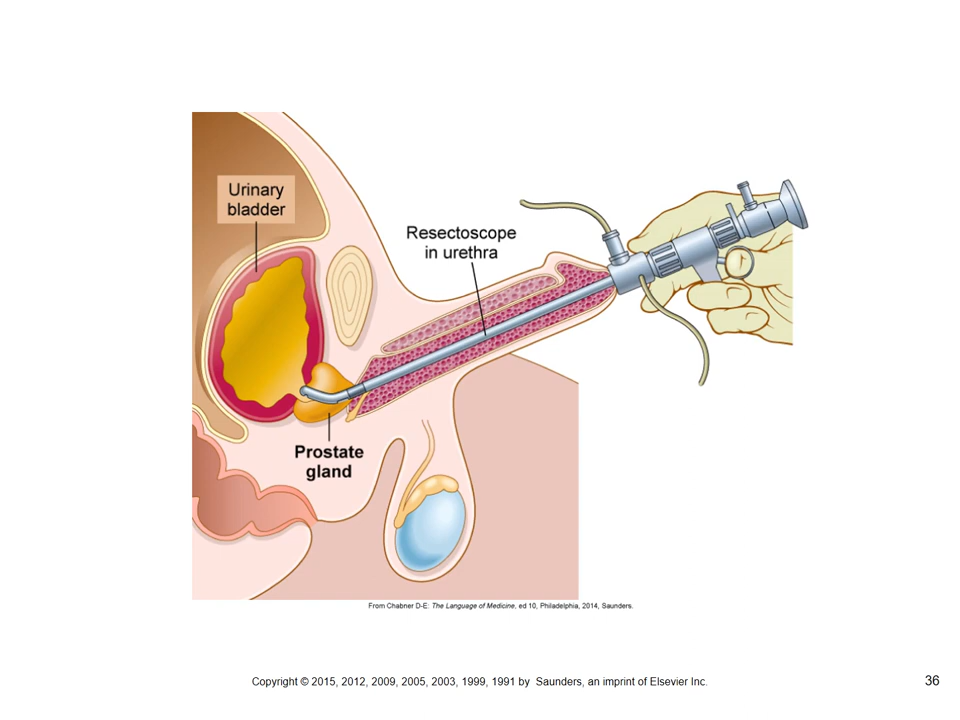 Urinary
bladder
Resectoscope
in urethra
Prostate
gland
From Chabner D-E: The Language of Medicine, ed 10, Philadelphia, 2014, Saunders.
Copyright © 2015, 2012, 2009, 2005, 2003, 1999, 1991 by  Saunders, an imprint of Elsevier Inc.
36